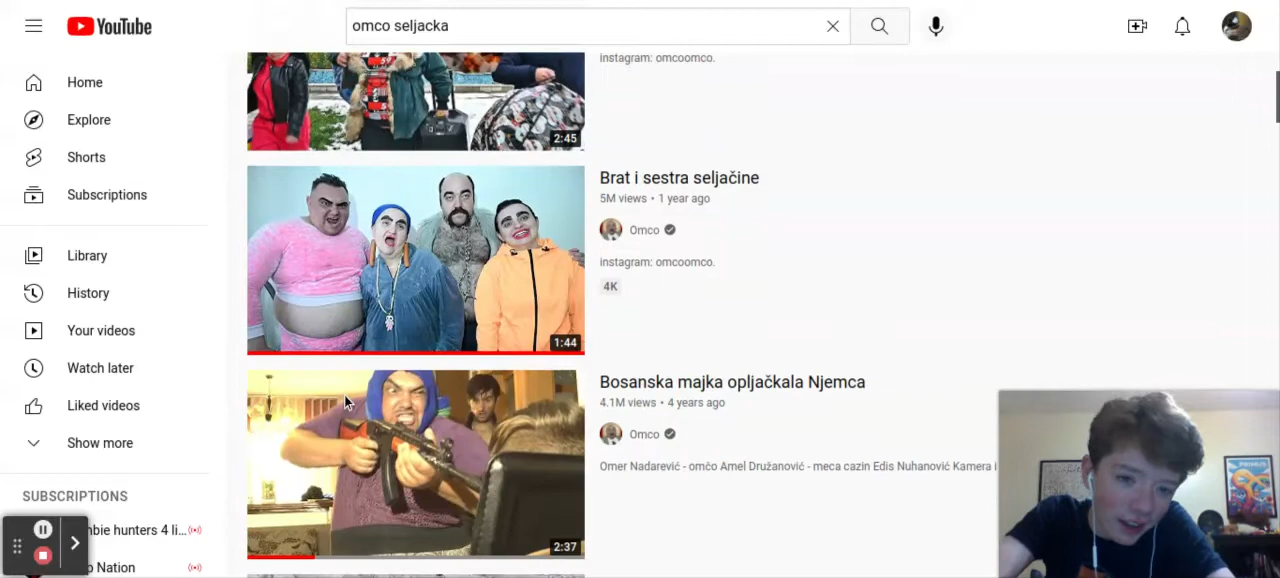 YouTube
omco seljacka
Home
Explore
Shorts
Subscriptions
Library
History
Your videos
Watch later
Liked videos
Show more
SUBSCRIPTIONS
hunters 4 li...
Nation
2:45
instagram: omcoomco.
1:44
Brat i sestra seljačine
5M views • 1 year ago
Omco
instagram: omcoomco.
4K
2:37
Bosanska majka opljačkala Njemca
4.1M views • 4 years ago
Omco
Omer Nadarević - omčo Amel Družanović - meca cazin Edis Nuhanović Kamera i
PRIMUS